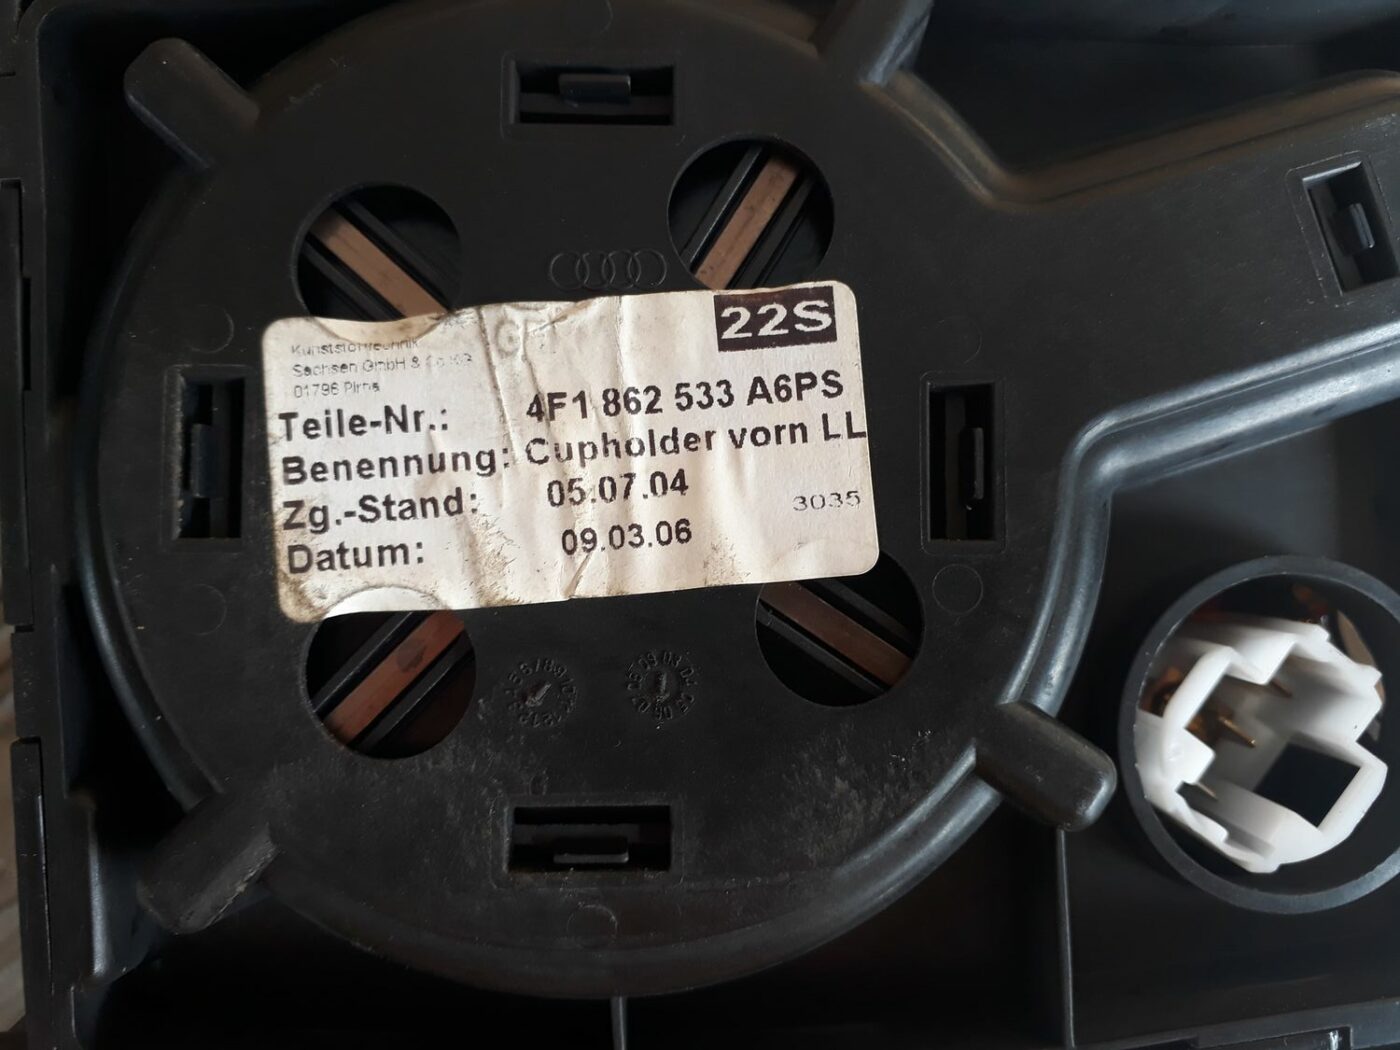 22S
Kunststofftechnik
Sachsen GmbH & Co.KG
01796 Pirna
Teile-Nr.: 4F1 862 533 A6PS
Benennung: Cupholder vorn LL
Zg.-Stand: 05.07.04
3035
Datum: 09.03.06